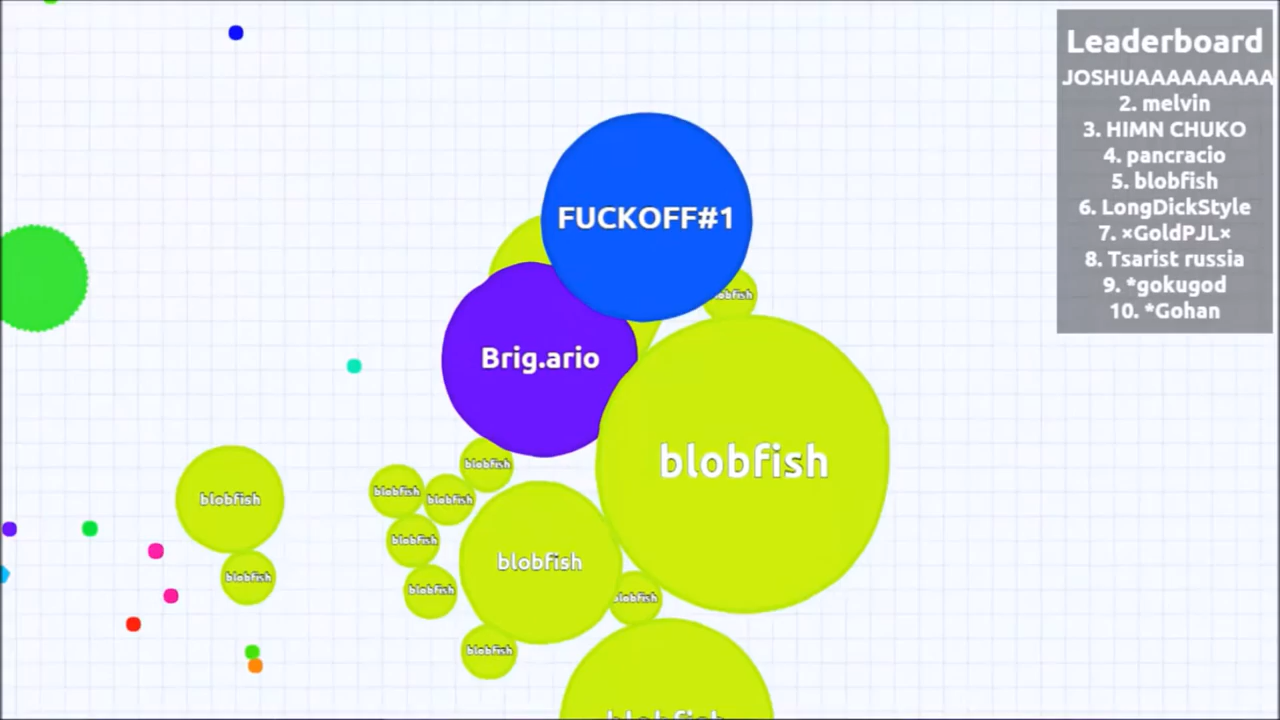 Leaderboard
JOSHUAAAAAAAAA
2. melvin
3. HIMN CHUKO
4. pancracio
5. blobfish
6. LongDickStyle
7. ×GoldPJL×
8. Tsarist russia
9. *gokugod
10. *Gohan
FUCKOFF#1
blobfish
Brig.ario
blobfish
blobfish
blobfish
blobfish
blobfish
blobfish
blobfish
blobfish
blobfish
blobfish
blobfish
blobfish
blobfish